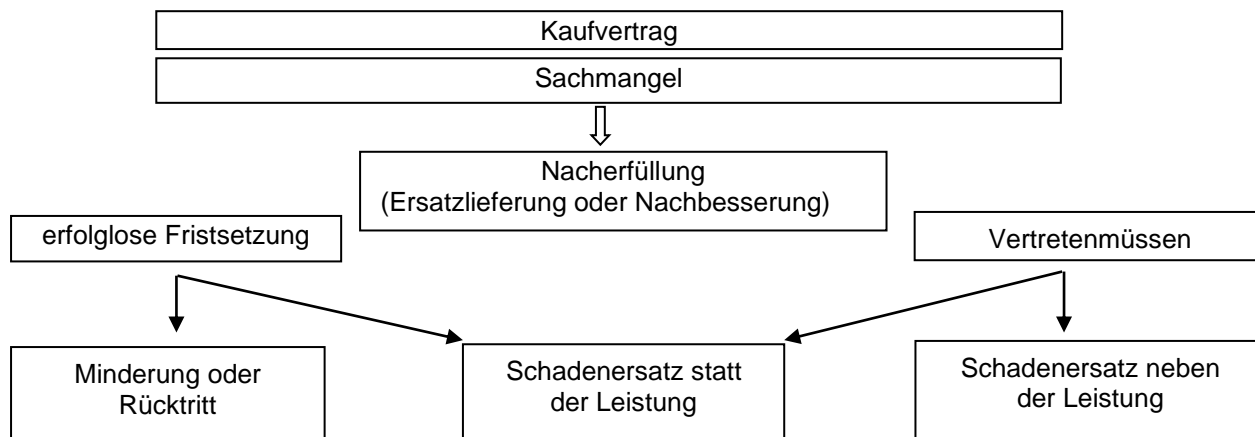 Kaufvertrag
Sachmangel
Nacherfüllung
(Ersatzlieferung oder Nachbesserung)
erfolglose Fristsetzung
Vertretenmüssen
Minderung oder
Rücktritt
Schadenersatz statt
der Leistung
Schadenersatz neben
der Leistung